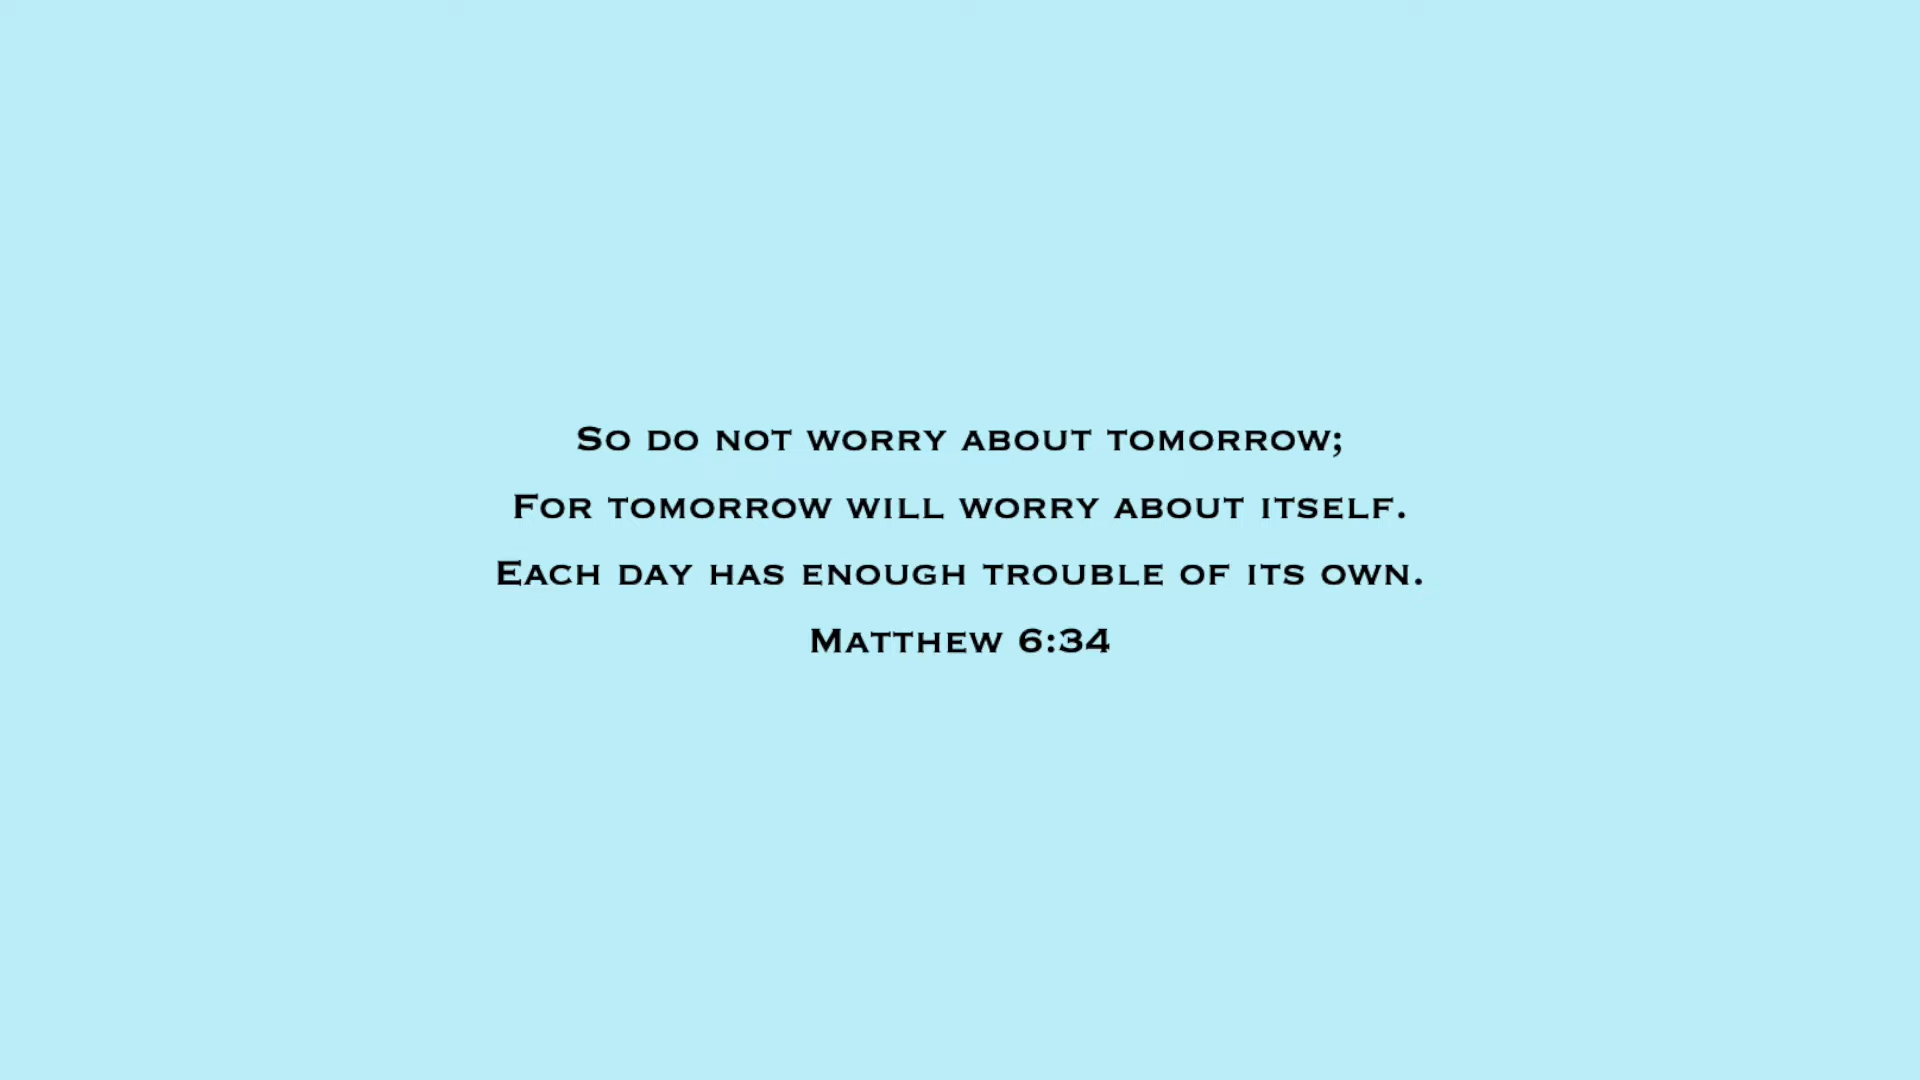 So do not worry about tomorrow;
For tomorrow will worry about itself.
Each day has enough trouble of its own.
Matthew 6:34